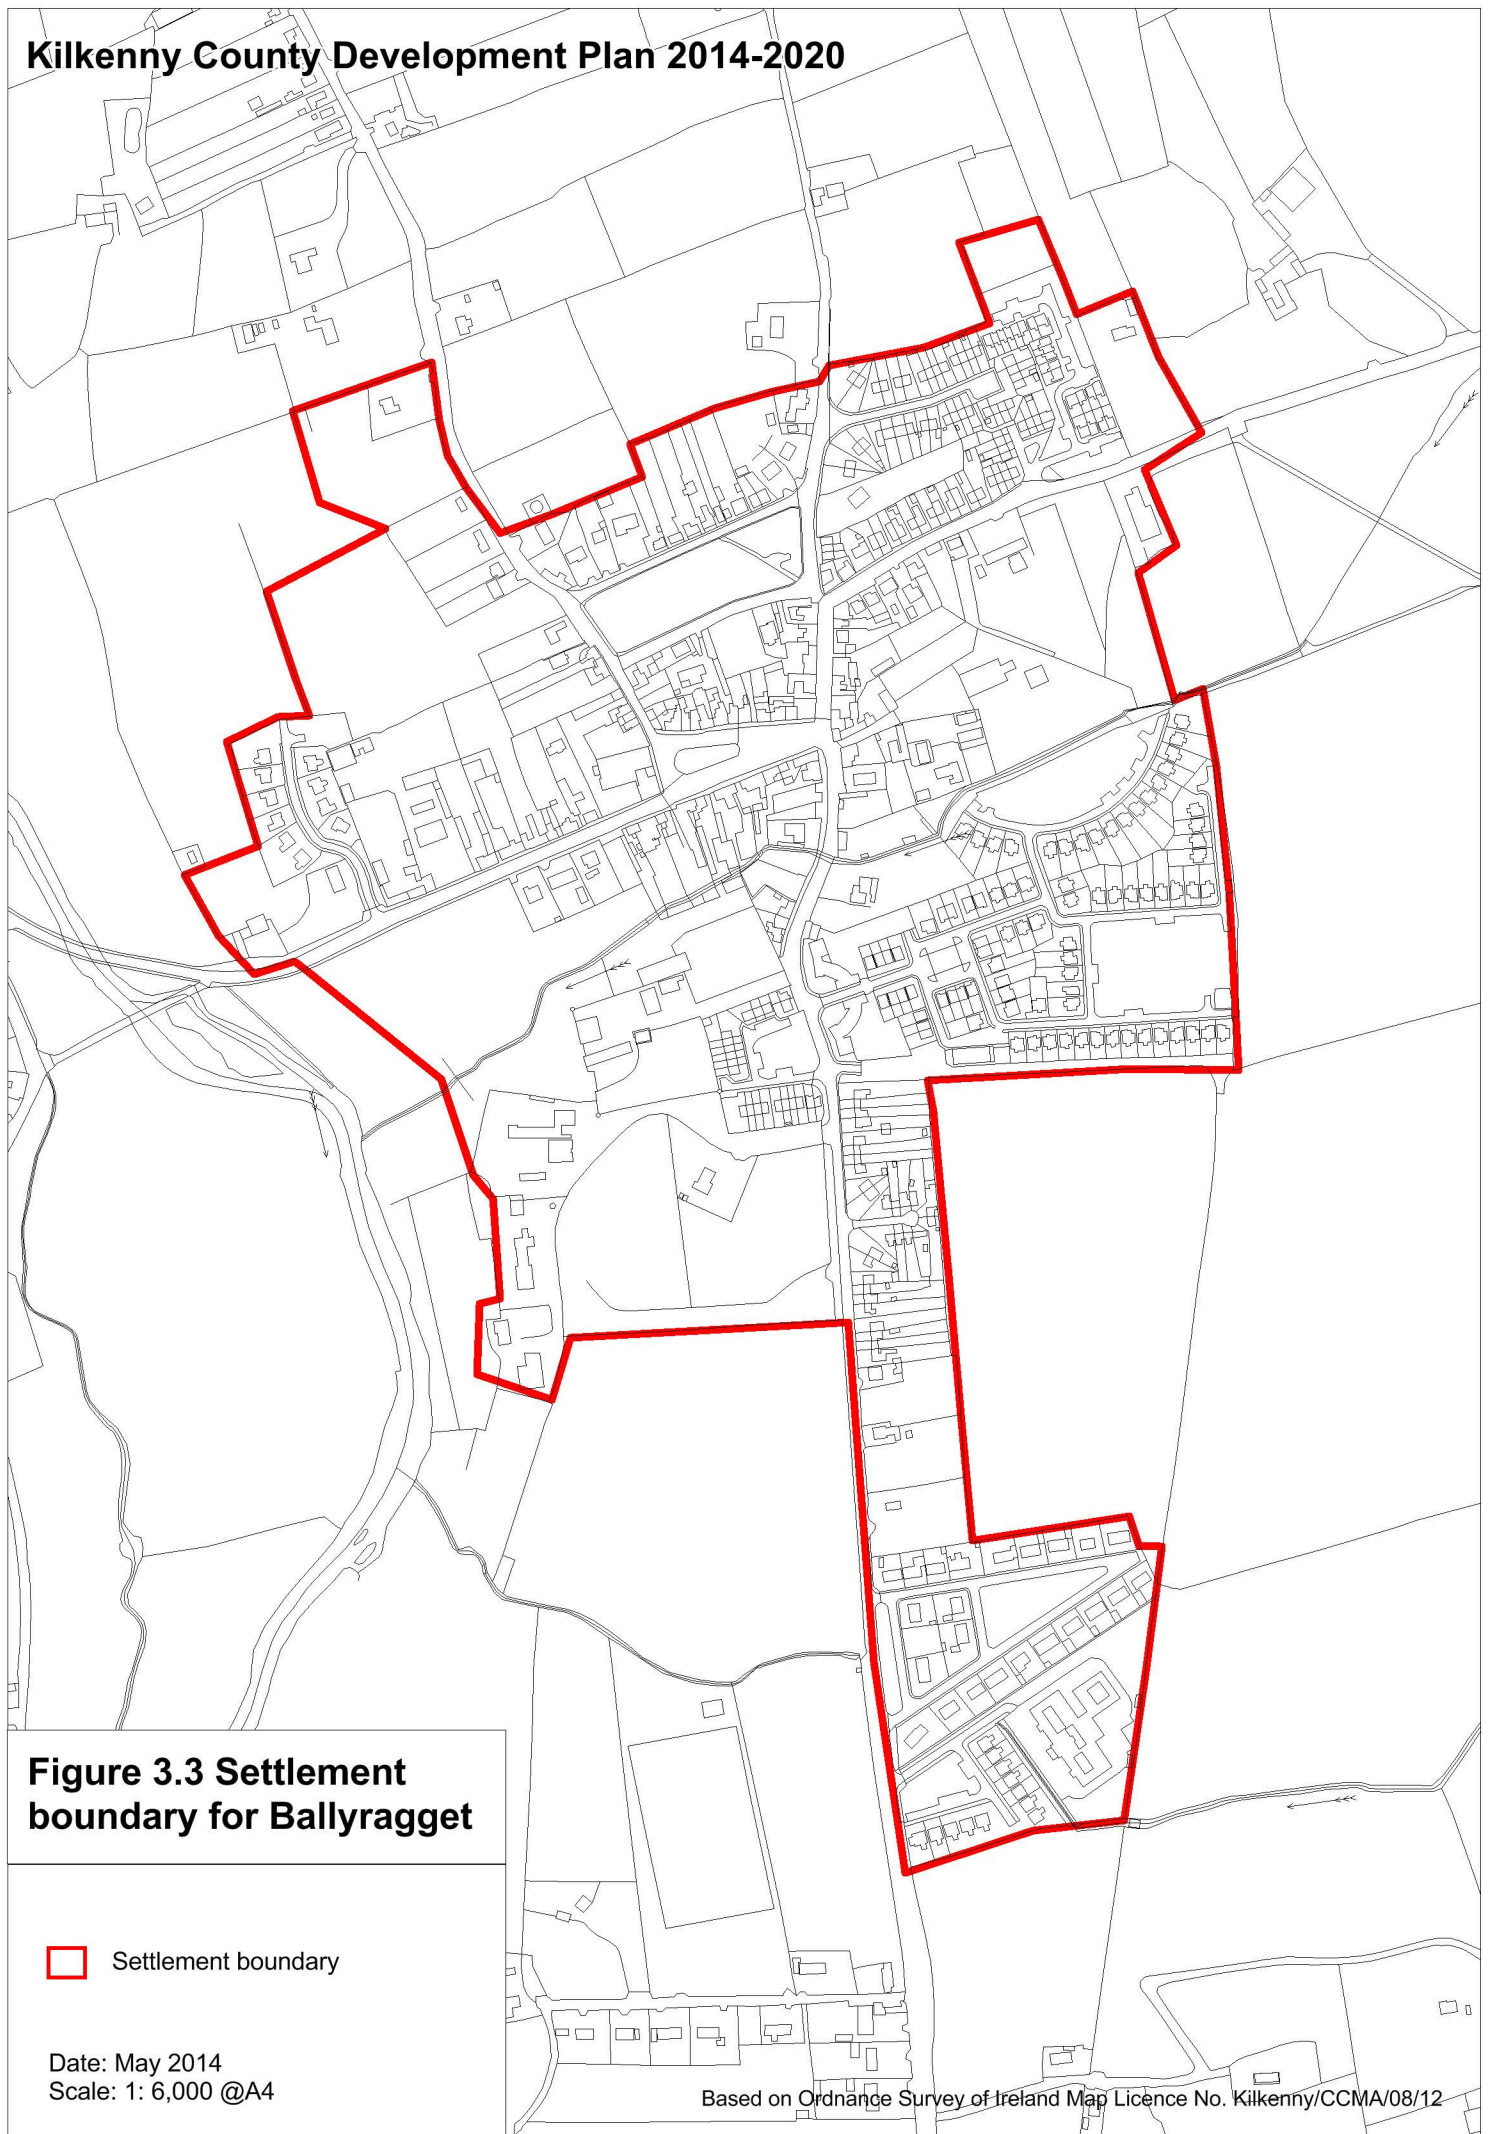 Kilkenny County Development Plan 2014-2020
Figure 3.3 Settlement
boundary for Ballyragget
Settlement boundary
Date: May 2014
Scale: 1: 6,000 @A4
Based on Ordnance Survey of Ireland Map Licence No. Kilkenny/CCMA/08/12